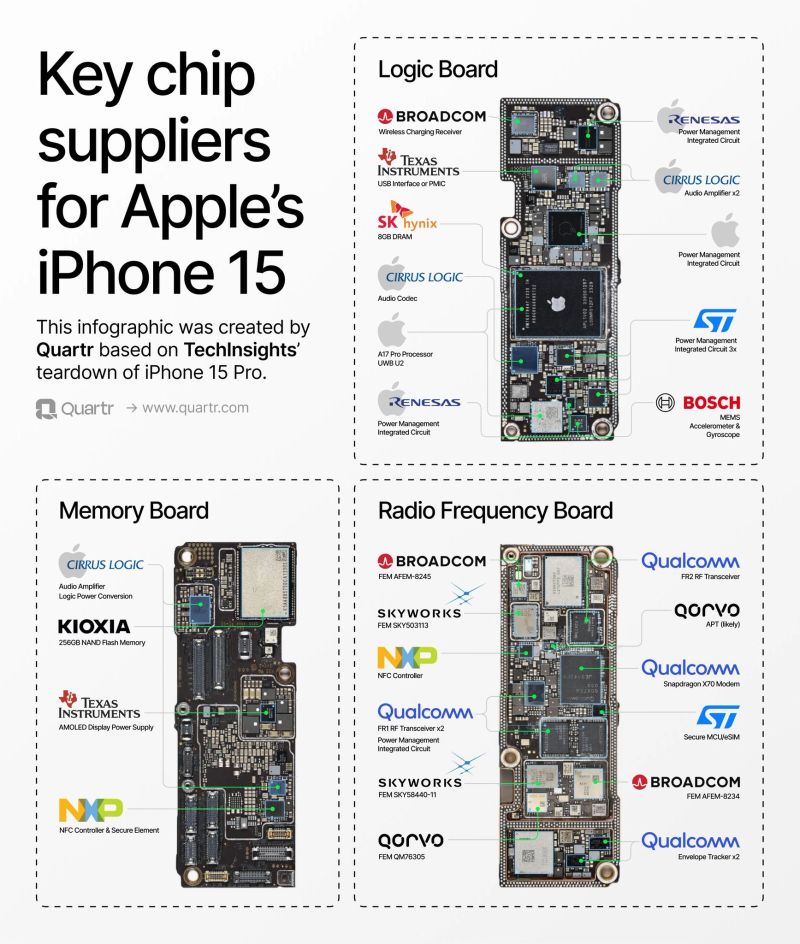 Key chip
suppliers
for Apple's
iPhone 15
This infographic was created by
Quartr based on TechInsights'
teardown of iPhone 15 Pro.
Quartr → www.quartr.com
Logic Board
BROADCOM
Wireless Charging Receiver
TEXAS
INSTRUMENTS
USB Interface or PMIC
SK hynix
8GB DRAM
CIRRUS LOGIC
Audio Codec
A17 Pro Processor
UWB U2
RENESAS
Power Management
Integrated Circuit
RENESAS
Power Management
Integrated Circuit
CIRRUS LOGIC
Audio Amplifier x2
Power Management
Integrated Circuit
ST
Power Management
Integrated Circuit 3x
BOSCH
MEMS
Accelerometer &
Gyroscope
Memory Board
CIRRUS LOGIC
Audio Amplifier
Logic Power Conversion
KIOXIA
256GB NAND Flash Memory
TEXAS
INSTRUMENTS
AMOLED Display Power Supply
NXP
NFC Controller & Secure Element
Radio Frequency Board
BROADCOM
FEM AFEM-8245
SKYWORKS
FEM SKY503113
NXP
NFC Controller
Qualcomm
FR1 RF Transceiver x2
Power Management
Integrated Circuit
SKYWORKS
FEM SKY58440-11
QORVO
FEM QM76305
Qualcomm
FR2 RF Transceiver
QORVO
APT (likely)
Qualcomm
Snapdragon X70 Modem
ST
Secure MCU/eSIM
BROADCOM
FEM AFEM-8234
Qualcomm
Envelope Tracker x2